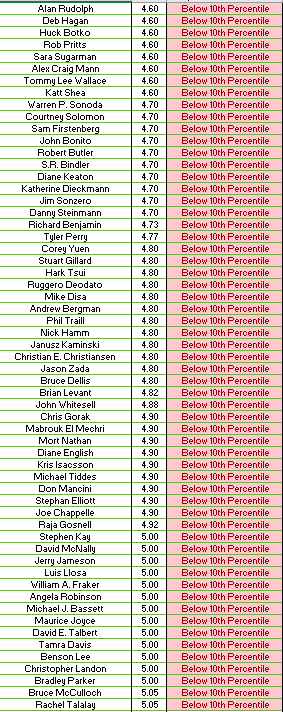 Alan Rudolph 4.60 Below 10th Percentile
Deb Hagan 4.60 Below 10th Percentile
Huck Botko 4.60 Below 10th Percentile
Rob Pritts 4.60 Below 10th Percentile
Sara Sugarman 4.60 Below 10th Percentile
Alex Craig Mann 4.60 Below 10th Percentile
Tommy Lee Wallace 4.60 Below 10th Percentile
Katt Shea 4.60 Below 10th Percentile
Warren P. Sonoda 4.70 Below 10th Percentile
Courtney Solomon 4.70 Below 10th Percentile
Sam Firstenberg 4.70 Below 10th Percentile
John Bonito 4.70 Below 10th Percentile
Robert Butler 4.70 Below 10th Percentile
S.R. Bindler 4.70 Below 10th Percentile
Diane Keaton 4.70 Below 10th Percentile
Katherine Dieckmann 4.70 Below 10th Percentile
Jim Sonzero 4.70 Below 10th Percentile
Danny Steinmann 4.70 Below 10th Percentile
Richard Benjamin 4.73 Below 10th Percentile
Tyler Perry 4.77 Below 10th Percentile
Corey Yuen 4.80 Below 10th Percentile
Stuart Gillard 4.80 Below 10th Percentile
Hark Tsui 4.80 Below 10th Percentile
Ruggero Deodato 4.80 Below 10th Percentile
Mike Disa 4.80 Below 10th Percentile
Andrew Bergman 4.80 Below 10th Percentile
Phil Traill 4.80 Below 10th Percentile
Nick Hamm 4.80 Below 10th Percentile
Janusz Kaminski 4.80 Below 10th Percentile
Christian E. Christiansen 4.80 Below 10th Percentile
Jason Zada 4.80 Below 10th Percentile
Bruce Dellis 4.80 Below 10th Percentile
Brian Levant 4.82 Below 10th Percentile
John Whitesell 4.88 Below 10th Percentile
Chris Gorak 4.90 Below 10th Percentile
Mabrouk El Mechri 4.90 Below 10th Percentile
Mort Nathan 4.90 Below 10th Percentile
Diane English 4.90 Below 10th Percentile
Kris Isacsson 4.90 Below 10th Percentile
Michael Tiddes 4.90 Below 10th Percentile
Don Mancini 4.90 Below 10th Percentile
Stephan Elliott 4.90 Below 10th Percentile
Joe Chappelle 4.90 Below 10th Percentile
Raja Gosnell 4.92 Below 10th Percentile
Stephen Kay 5.00 Below 10th Percentile
David McNally 5.00 Below 10th Percentile
Jerry Jameson 5.00 Below 10th Percentile
Luis Llosa 5.00 Below 10th Percentile
William A. Fraker 5.00 Below 10th Percentile
Angela Robinson 5.00 Below 10th Percentile
Michael J. Bassett 5.00 Below 10th Percentile
Maurice Joyce 5.00 Below 10th Percentile
David E. Talbert 5.00 Below 10th Percentile
Tamra Davis 5.00 Below 10th Percentile
Benson Lee 5.00 Below 10th Percentile
Christopher Landon 5.00 Below 10th Percentile
Bradley Parker 5.00 Below 10th Percentile
Bruce McCulloch 5.05 Below 10th Percentile
Rachel Talalay 5.05 Below 10th Percentile